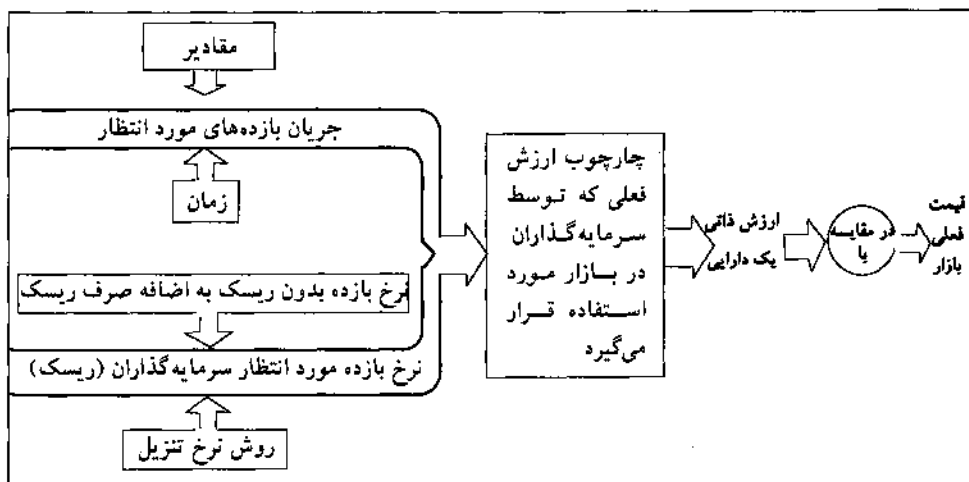 مقادیر
جریان بازده‌های مورد انتظار
زمان
نرخ بازده بدون ریسک به اضافه صرف ریسک
نرخ بازده مورد انتظار سرمایه‌گذاران (ریسک)
روش نرخ تنزیل
چارچوب ارزش
فعلی که توسط
سرمایه‌گذاران
در بازار مورد
استفاده قرار
می‌گیرد
ارزش ذاتی
یک دارایی
در مقایسه
با
قیمت
فعلی
بازار